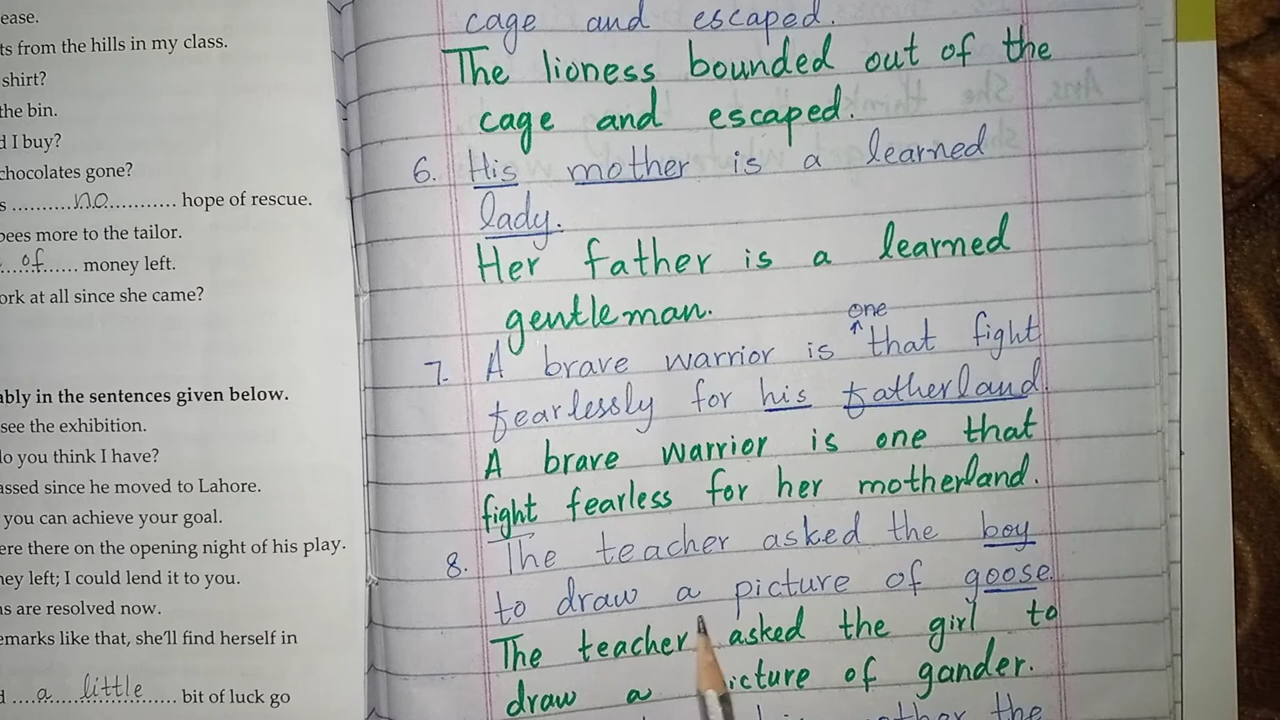 ease.
ts from the hills in my class.
shirt?
the bin.
d I buy?
chocolates gone?
s ..........no............ hope of rescue.
pees more to the tailor.
....of...... money left.
ork at all since she came?
ably in the sentences given below.
see the exhibition.
do you think I have?
assed since he moved to Lahore.
you can achieve your goal.
ere there on the opening night of his play.
ney left; I could lend it to you.
ns are resolved now.
emarks like that, she'll find herself in
d ....a......little........ bit of luck go
cage and escaped.
The lioness bounded out of the
cage and escaped.
6. His mother is a learned
lady.
Her father is a learned
gentleman.
one
7. A brave warrior is that fight
fearlessly for his fatherland.
A brave warrior is one that
fight fearless for her motherland.
8. The teacher asked the boy
to draw a picture of goose.
The teacher asked the girl to
draw a icture of gander.
the